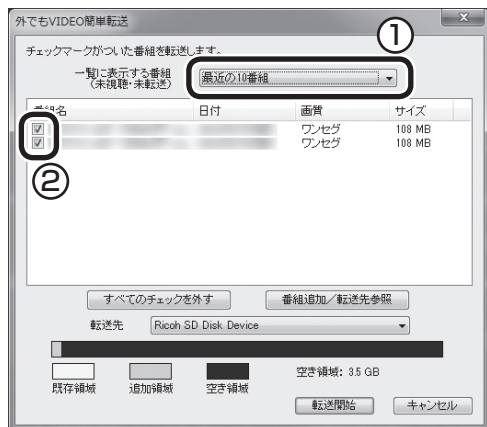 外でもVIDEO簡単転送
①
チェックマークがついた番組を転送します。
一覧に表示する番組
(未視聴・未転送)
最近の10番組
番組名 日付 画質 サイズ
ワンセグ 108 MB
ワンセグ 108 MB
②
すべてのチェックを外す 番組追加/転送先参照
転送先 Ricoh SD Disk Device
空き領域: 3.5 GB
既存領域 追加領域 空き領域
転送開始 キャンセル